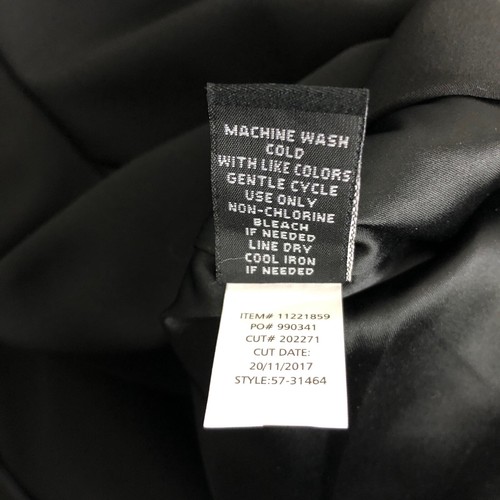 MACHINE WASH
COLD
WITH LIKE COLORS
GENTLE CYCLE
USE ONLY
NON-CHLORINE
BLEACH
IF NEEDED
LINE DRY
COOL IRON
IF NEEDED
ITEM# 11221859
PO# 990341
CUT# 202271
CUT DATE:
20/11/2017
STYLE:57-31464